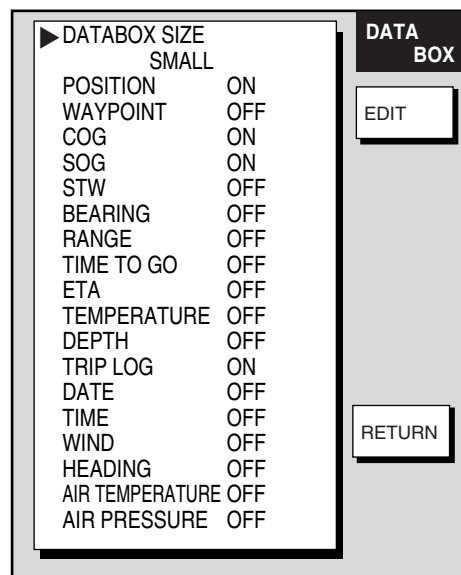 DATABOX SIZE
SMALL
POSITION ON
WAYPOINT OFF
COG ON
SOG ON
STW OFF
BEARING OFF
RANGE OFF
TIME TO GO OFF
ETA OFF
TEMPERATURE OFF
DEPTH OFF
TRIP LOG ON
DATE OFF
TIME OFF
WIND OFF
HEADING OFF
AIR TEMPERATURE OFF
AIR PRESSURE OFF
DATA
BOX
EDIT
RETURN